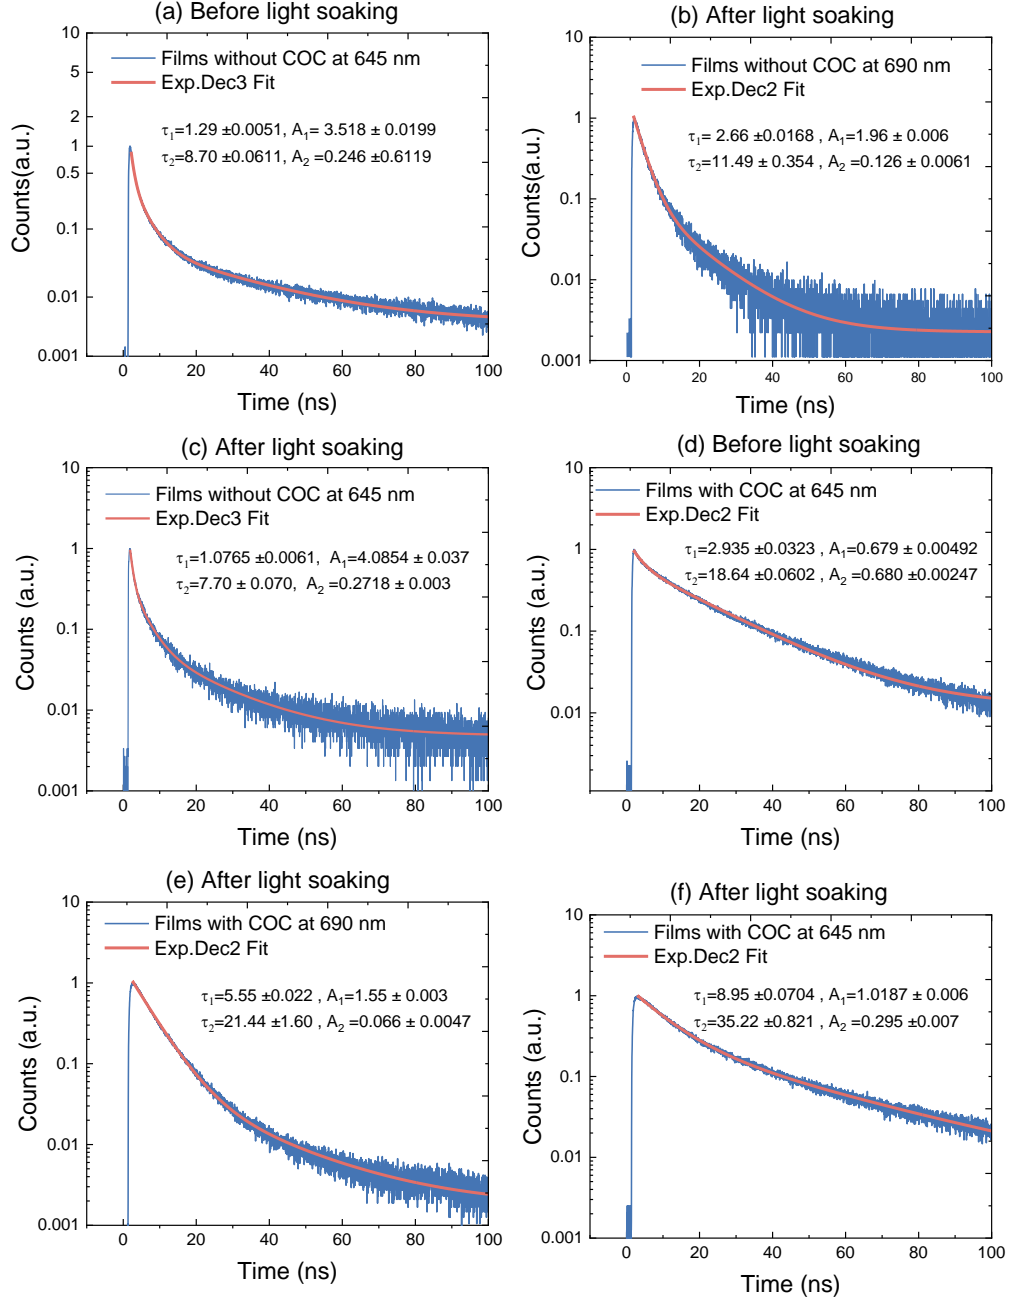 (a) Before light soaking
10
5
2
1
0.5
0.1
0.01
0.001
Counts(a.u.)
Films without COC at 645 nm
Exp.Dec3 Fit
τ1=1.29 ±0.0051, A1= 3.518 ± 0.0199
τ2=8.70 ±0.0611, A2 =0.246 ±0.6119
0 20 40 60 80 100
Time (ns)
(b) After light soaking
10
1
0.1
0.01
0.001
Counts (a.u.)
Films without COC at 690 nm
Exp.Dec2 Fit
τ1= 2.66 ±0.0168 , A1=1.96 ± 0.006
τ2=11.49 ± 0.354 , A2 =0.126 ± 0.0061
0 20 40 60 80 100
Time (ns)
(c) After light soaking
10
1
0.1
0.01
0.001
Counts (a.u.)
Films without COC at 645 nm
Exp.Dec3 Fit
τ1=1.0765 ±0.0061, A1=4.0854 ± 0.037
τ2=7.70 ± 0.070, A2 =0.2718 ± 0.003
0 20 40 60 80 100
Time (ns)
(d) Before light soaking
10
1
0.1
0.01
Counts (a.u.)
Films with COC at 645 nm
Exp.Dec2 Fit
τ1=2.935 ±0.0323 , A1=0.679 ± 0.00492
τ2=18.64 ±0.0602 , A2 =0.680 ±0.00247
0 20 40 60 80 100
Time (ns)
(e) After light soaking
10
1
0.1
0.01
0.001
Counts (a.u.)
Films with COC at 690 nm
Exp.Dec2 Fit
τ1=5.55 ±0.022 , A1=1.55 ± 0.003
τ2=21.44 ±1.60 , A2 =0.066 ± 0.0047
0 20 40 60 80 100
Time (ns)
(f) After light soaking
10
1
0.1
0.01
0.001
Counts (a.u.)
Films with COC at 645 nm
Exp.Dec2 Fit
τ1=8.95 ±0.0704 , A1=1.0187 ± 0.006
τ2=35.22 ±0.821 , A2 =0.295 ±0.007
0 20 40 60 80 100
Time (ns)